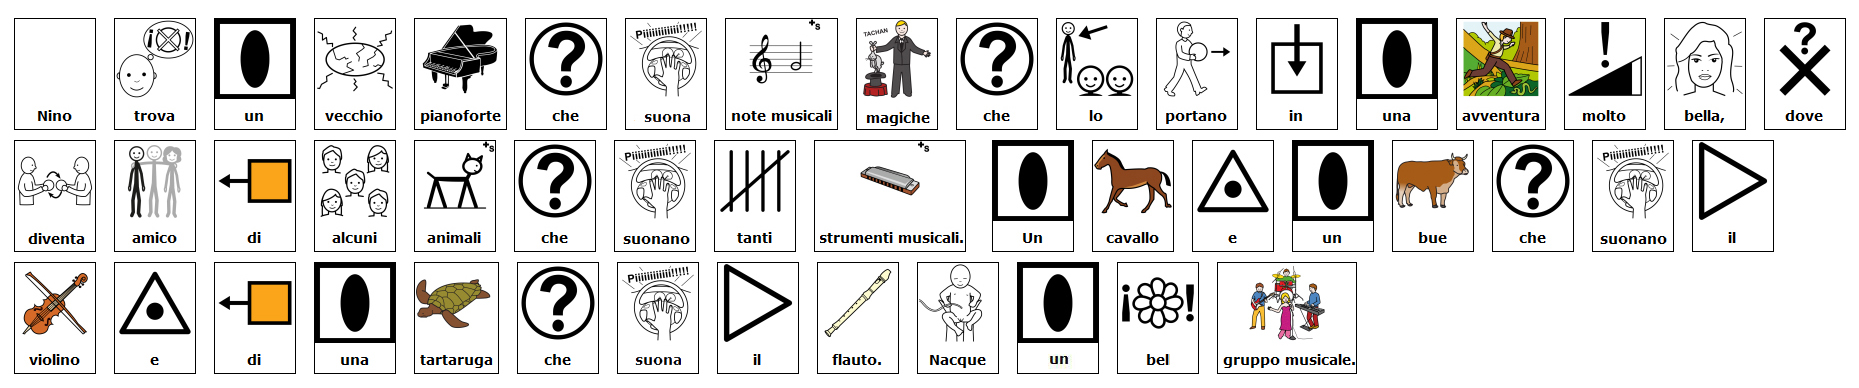 Nino trova un vecchio pianoforte che suona note musicali magiche che lo portano in una avventura molto bella, dove
diventa amico di alcuni animali che suonano tanti strumenti musicali. Un cavallo e un bue che suonano il
violino e di una tartaruga che suona il flauto. Nacque un bel gruppo musicale.